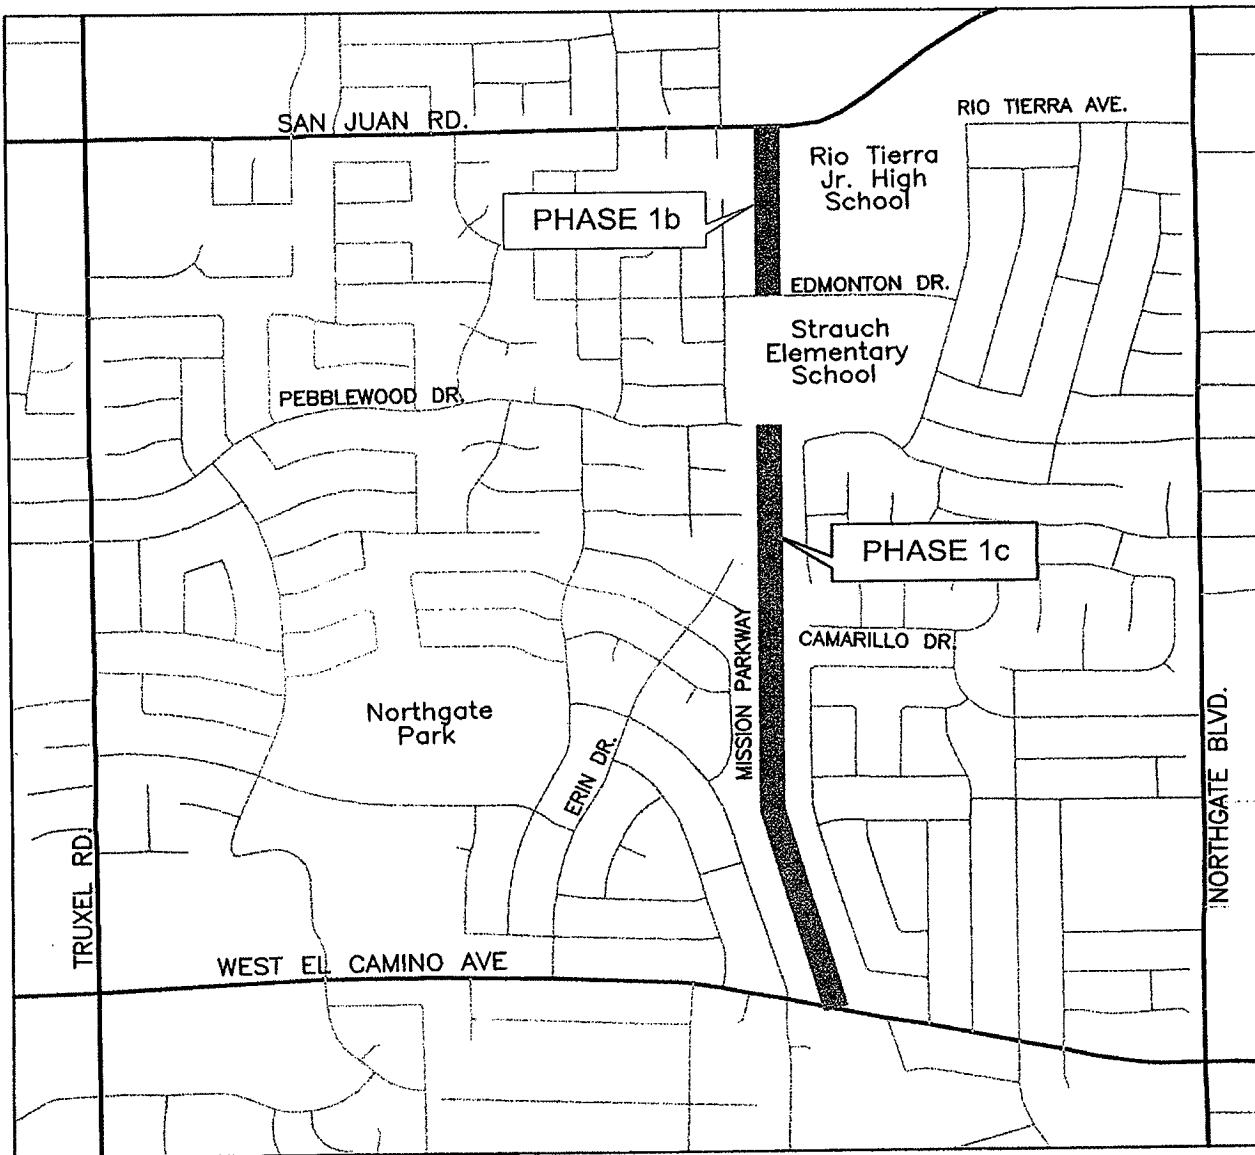 SAN JUAN RD.
RIO TIERRA AVE.
Rio Tierra
Jr. High
School
PHASE 1b
EDMONTON DR.
Strauch
Elementary
School
PEBBLEWOOD DR.
PHASE 1c
CAMARILLO DR.
MISSION PARKWAY
Northgate
Park
ERIN DR.
NORTHGATE BLVD.
TRUXEL RD.
WEST EL CAMINO AVE